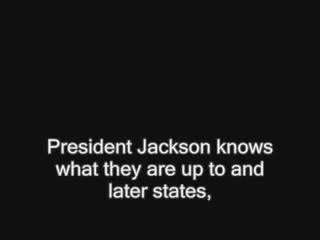 President Jackson knows
what they are up to and
later states,